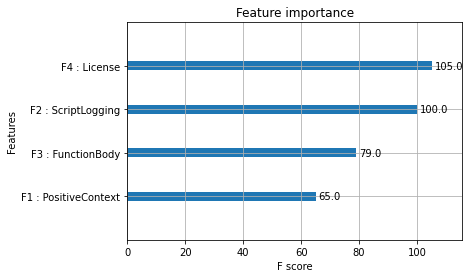 Feature importance
F4 : License
105.0
F2 : ScriptLogging
100.0
F3 : FunctionBody
79.0
F1 : PositiveContext
65.0
Features
0 20 40 60 80 100
F score